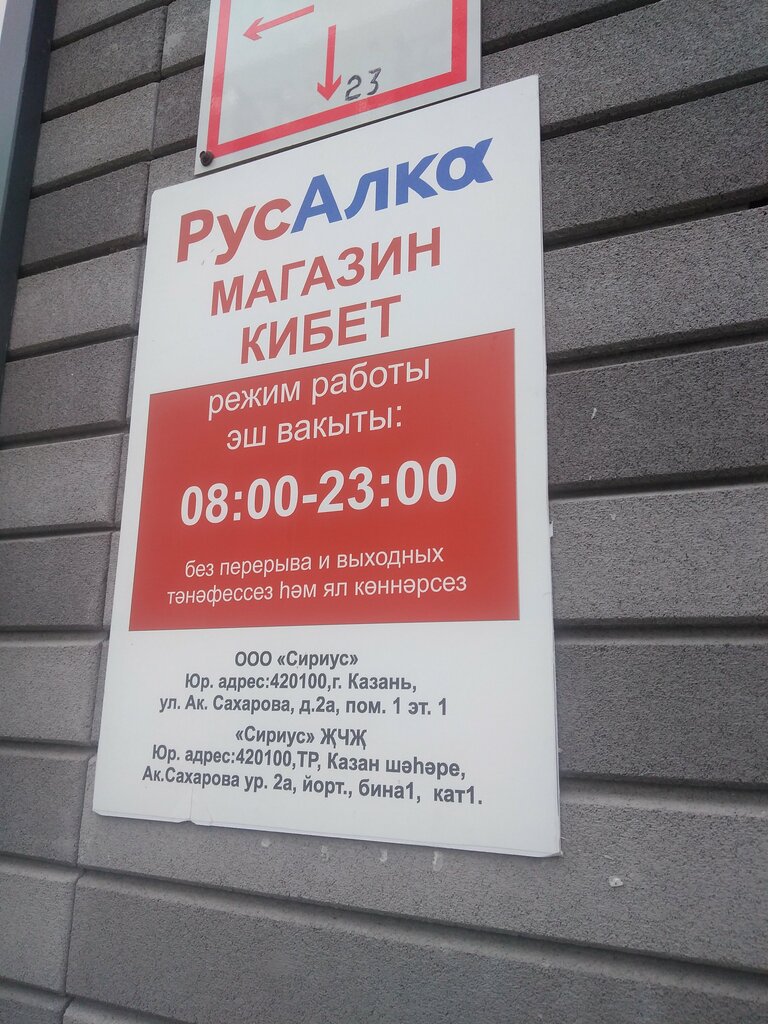 23
РусАлка
МАГАЗИН
КИБЕТ
режим работы
эш вакыты:
08:00-23:00
без перерыва и выходных
тәнәфессез һәм ял көннәрсез
ООО «Сириус»
Юр. адрес:420100,г. Казань,
ул. Ак. Сахарова, д.2а, пом. 1 эт. 1
«Сириус» ҖЧҖ
Юр. адрес:420100,ТР, Казан шәһәре,
Ак.Сахарова ур. 2а, йорт., бина1, кат1.